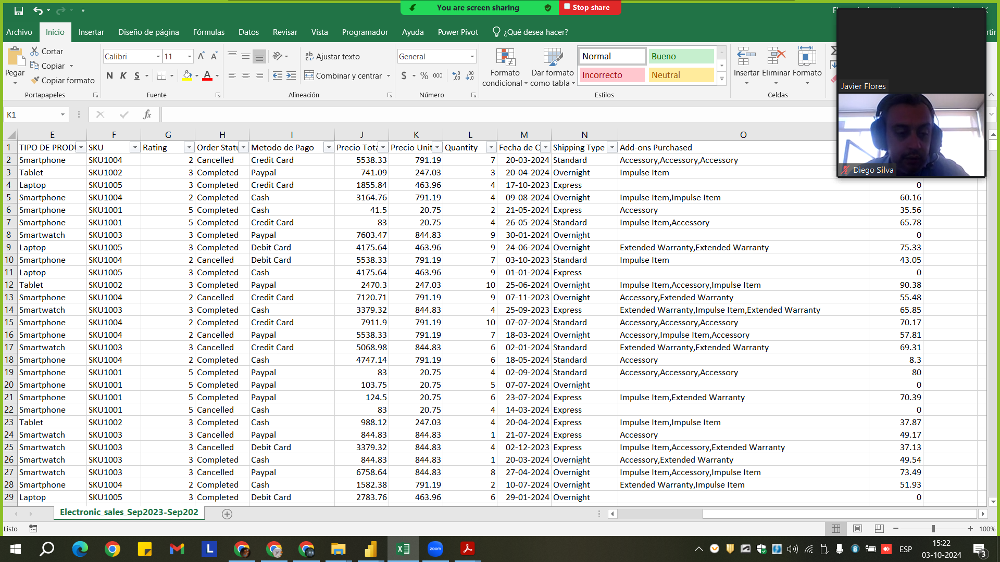 You are screen sharing
Stop share
Archivo Inicio Insertar Diseño de página Fórmulas Datos Revisar Vista Programador Ayuda Power Pivot ¿Qué desea hacer?
Pegar
Cortar
Copiar
Copiar formato
Portapapeles
Calibri 11
N K S
Fuente
Ajustar texto
Combinar y centrar
Alineación
General
$ % 000
Número
Formato condicional
Dar formato como tabla
Normal Bueno
Incorrecto Neutral
Estilos
Insertar Eliminar Formato
Celdas
Javier Flores
Diego Silva
K1 fx
E F G H I J K L M N O
1 TIPO DE PRODU SKU Rating Order Statu Metodo de Pago Precio Tota Precio Unit Quantity Fecha de C Shipping Type Add-ons Purchased
2 Smartphone SKU1004 2 Cancelled Credit Card 5538.33 791.19 7 20-03-2024 Standard Accessory,Accessory,Accessory
3 Tablet SKU1002 3 Completed Paypal 741.09 247.03 3 20-04-2024 Overnight Impulse Item
4 Laptop SKU1005 3 Completed Credit Card 1855.84 463.96 4 17-10-2023 Express 0
5 Smartphone SKU1004 2 Completed Cash 3164.76 791.19 4 09-08-2024 Overnight Impulse Item,Impulse Item 60.16
6 Smartphone SKU1001 5 Completed Cash 41.5 20.75 2 21-05-2024 Express Accessory 35.56
7 Smartphone SKU1001 5 Completed Credit Card 83 20.75 4 26-05-2024 Standard Impulse Item,Accessory 65.78
8 Smartwatch SKU1003 3 Completed Paypal 7603.47 844.83 9 30-01-2024 Overnight 0
9 Laptop SKU1005 3 Completed Debit Card 4175.64 463.96 9 24-06-2024 Overnight Extended Warranty,Extended Warranty 75.33
10 Smartphone SKU1004 2 Cancelled Debit Card 5538.33 791.19 7 03-10-2023 Standard Impulse Item 43.05
11 Laptop SKU1005 3 Completed Cash 4175.64 463.96 9 01-01-2024 Express 0
12 Tablet SKU1002 3 Completed Paypal 2470.3 247.03 10 25-06-2024 Overnight Impulse Item,Accessory,Impulse Item 90.38
13 Smartphone SKU1004 2 Cancelled Credit Card 7120.71 791.19 9 07-11-2023 Overnight Accessory,Extended Warranty 55.48
14 Smartwatch SKU1003 3 Completed Cash 3379.32 844.83 4 25-09-2023 Express Extended Warranty,Impulse Item,Extended Warranty 65.85
15 Smartphone SKU1004 2 Completed Credit Card 7911.9 791.19 10 07-07-2024 Standard Accessory,Accessory,Accessory 70.17
16 Smartphone SKU1004 2 Cancelled Paypal 5538.33 791.19 7 18-03-2024 Overnight Accessory,Impulse Item,Accessory 57.81
17 Smartwatch SKU1003 3 Cancelled Credit Card 5068.98 844.83 6 02-01-2024 Standard Extended Warranty,Extended Warranty 69.31
18 Smartphone SKU1004 2 Completed Cash 4747.14 791.19 6 18-05-2024 Standard Accessory 8.3
19 Smartphone SKU1001 5 Completed Paypal 83 20.75 4 02-09-2024 Standard Accessory,Accessory,Accessory 80
20 Smartphone SKU1001 5 Completed Paypal 103.75 20.75 5 07-07-2024 Overnight 0
21 Smartphone SKU1001 5 Completed Paypal 124.5 20.75 6 23-07-2024 Express Impulse Item,Extended Warranty 70.39
22 Smartphone SKU1001 5 Cancelled Cash 83 20.75 4 14-03-2024 Express 0
23 Tablet SKU1002 3 Completed Cash 988.12 247.03 4 20-04-2024 Express Impulse Item,Impulse Item 37.87
24 Smartwatch SKU1003 3 Cancelled Paypal 844.83 844.83 1 21-07-2024 Express Accessory 49.17
25 Smartwatch SKU1003 3 Cancelled Debit Card 3379.32 844.83 4 02-12-2023 Express Impulse Item,Accessory,Extended Warranty 37.13
26 Smartwatch SKU1003 3 Completed Cash 844.83 844.83 1 20-03-2024 Overnight Accessory,Extended Warranty 49.54
27 Smartwatch SKU1003 3 Cancelled Paypal 6758.64 844.83 8 27-04-2024 Overnight Impulse Item,Accessory,Impulse Item 73.49
28 Smartphone SKU1004 2 Completed Cash 1582.38 791.19 2 10-07-2024 Overnight Extended Warranty,Impulse Item 51.93
29 Laptop SKU1005 3 Completed Debit Card 2783.76 463.96 6 29-01-2024 Overnight 0
Electronic_sales_Sep2023-Sep202
Listo 100%
zoom
ESP
15:22
03-10-2024
3